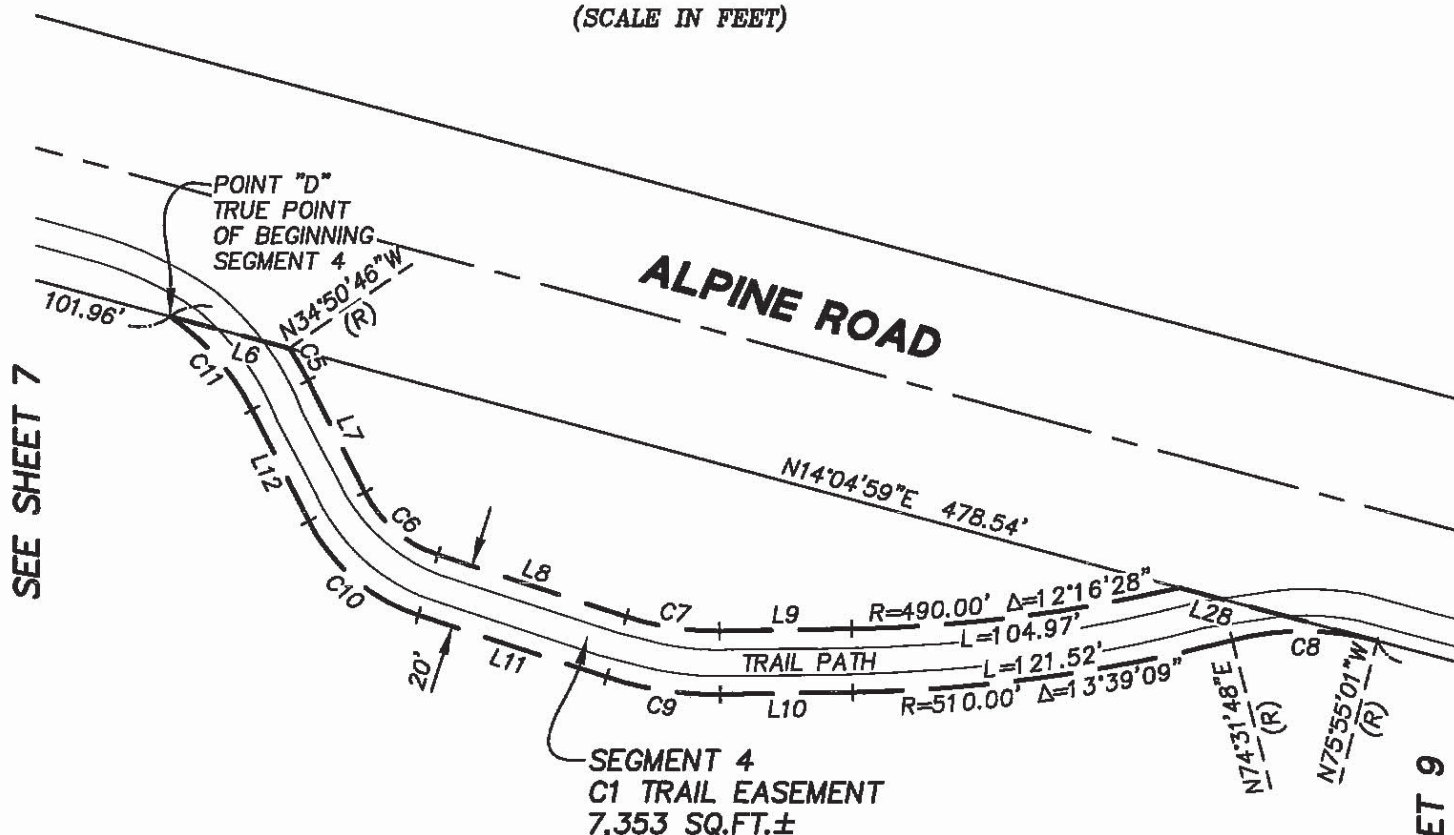 (SCALE IN FEET)
POINT "D"
TRUE POINT
OF BEGINNING
SEGMENT 4
N34°50'46"W
(R)
101.96'
ALPINE ROAD
SEE SHEET 7
L6
C5
C11
L7
L12
C6
N14°04'59"E 478.54'
L8
C10
C7
L9
R=490.00' Δ=12°16'28"
L=104.97'
L28
C8
TRAIL PATH
L=121.52'
R=510.00' Δ=13°39'09"
20'
L11
C9
L10
N74°31'48"E
(R)
N75°55'01"W
(R)
SEGMENT 4
C1 TRAIL EASEMENT
7,353 SQ.FT.±
ET 9